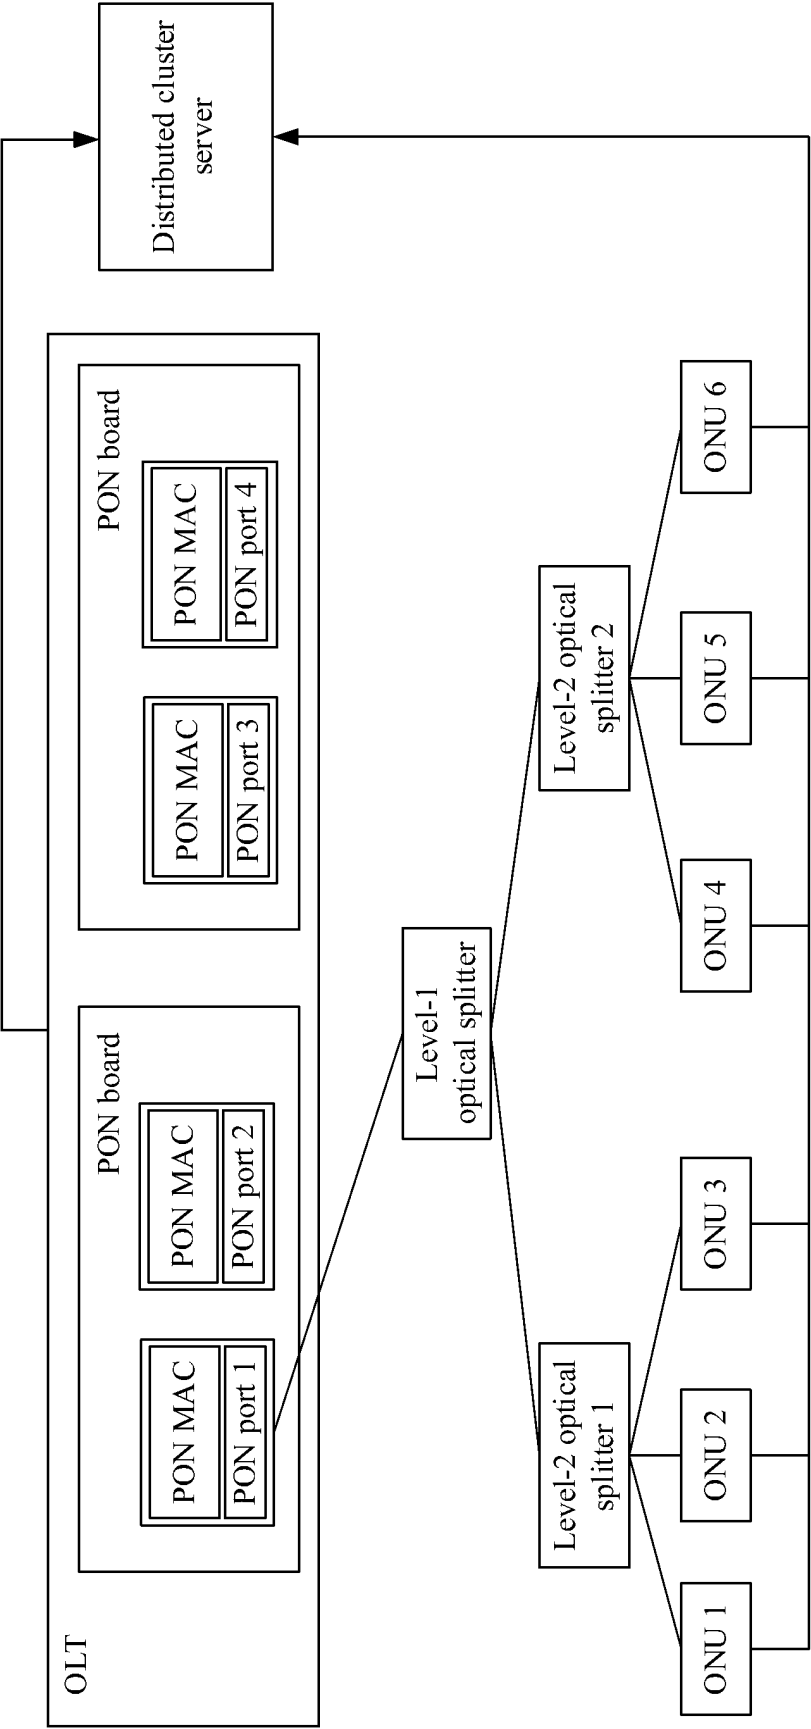 OLT
PON board
PON MAC
PON port 1
PON MAC
PON port 2
PON board
PON MAC
PON port 3
PON MAC
PON port 4
Distributed cluster
server
Level-1
optical splitter
Level-2 optical
splitter 1
Level-2 optical
splitter 2
ONU 1
ONU 2
ONU 3
ONU 4
ONU 5
ONU 6